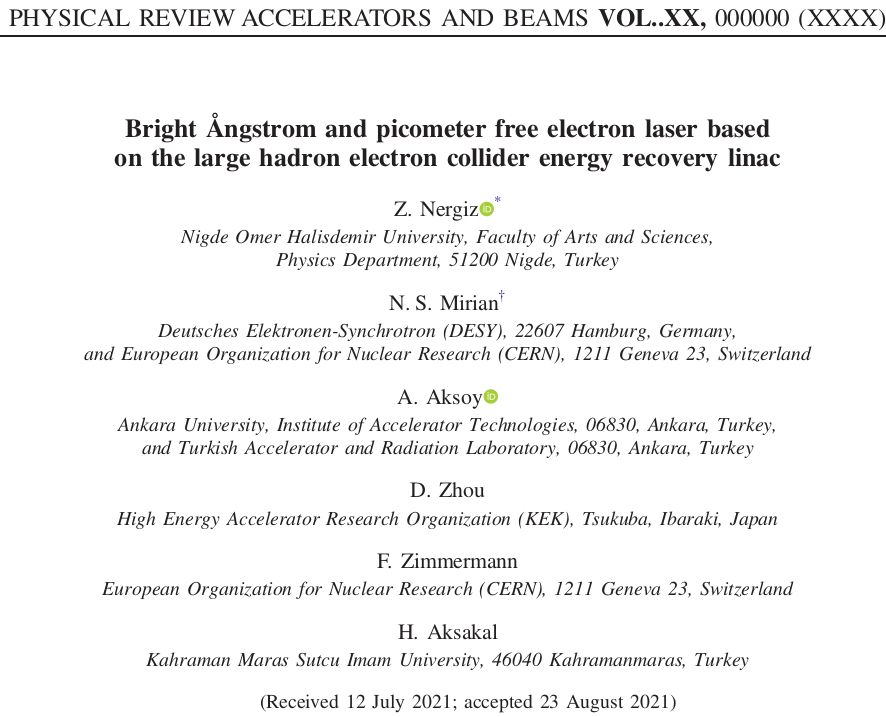 PHYSICAL REVIEW ACCELERATORS AND BEAMS VOL..XX, 000000 (XXXX)
Bright Ångstrom and picometer free electron laser based
on the large hadron electron collider energy recovery linac
Z. Nergiz iD *
Nigde Omer Halisdemir University, Faculty of Arts and Sciences,
Physics Department, 51200 Nigde, Turkey
N. S. Mirian†
Deutsches Elektronen-Synchrotron (DESY), 22607 Hamburg, Germany,
and European Organization for Nuclear Research (CERN), 1211 Geneva 23, Switzerland
A. Aksoy iD
Ankara University, Institute of Accelerator Technologies, 06830, Ankara, Turkey,
and Turkish Accelerator and Radiation Laboratory, 06830, Ankara, Turkey
D. Zhou
High Energy Accelerator Research Organization (KEK), Tsukuba, Ibaraki, Japan
F. Zimmermann
European Organization for Nuclear Research (CERN), 1211 Geneva 23, Switzerland
H. Aksakal
Kahraman Maras Sutcu Imam University, 46040 Kahramanmaras, Turkey
(Received 12 July 2021; accepted 23 August 2021)